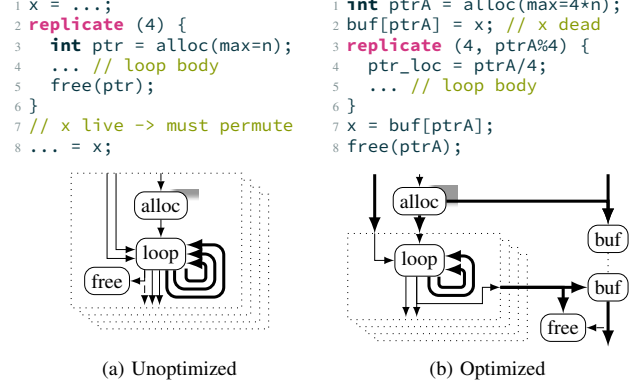 1 x = ...;
2 replicate (4) {
3 int ptr = alloc(max=n);
4 ... // loop body
5 free(ptr);
6 }
7 // x live -> must permute
8 ... = x;
alloc
loop
free
(a) Unoptimized
1 int ptrA = alloc(max=4*n);
2 buf[ptrA] = x; // x dead
3 replicate (4, ptrA%4) {
4 ptr_loc = ptrA/4;
5 ... // loop body
6 }
7 x = buf[ptrA];
8 free(ptrA);
alloc
buf
loop
buf
free
(b) Optimized